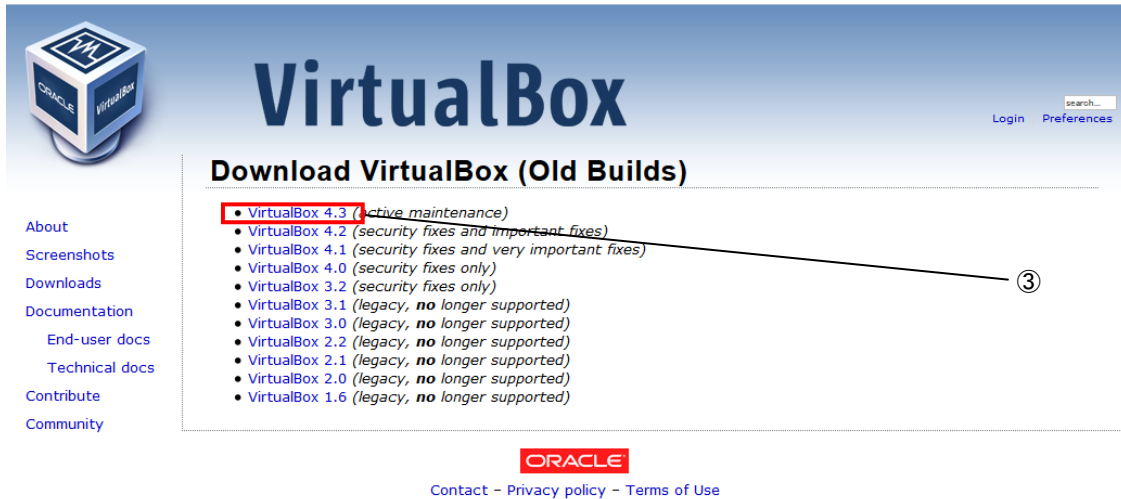 ORACLE
VirtualBox
VirtualBox
search...
Login Preferences
Download VirtualBox (Old Builds)
About
Screenshots
Downloads
Documentation
End-user docs
Technical docs
Contribute
Community
• VirtualBox 4.3 (active maintenance)
• VirtualBox 4.2 (security fixes and important fixes)
• VirtualBox 4.1 (security fixes and very important fixes)
• VirtualBox 4.0 (security fixes only)
• VirtualBox 3.2 (security fixes only)
• VirtualBox 3.1 (legacy, no longer supported)
• VirtualBox 3.0 (legacy, no longer supported)
• VirtualBox 2.2 (legacy, no longer supported)
• VirtualBox 2.1 (legacy, no longer supported)
• VirtualBox 2.0 (legacy, no longer supported)
• VirtualBox 1.6 (legacy, no longer supported)
③
ORACLE
Contact – Privacy policy – Terms of Use